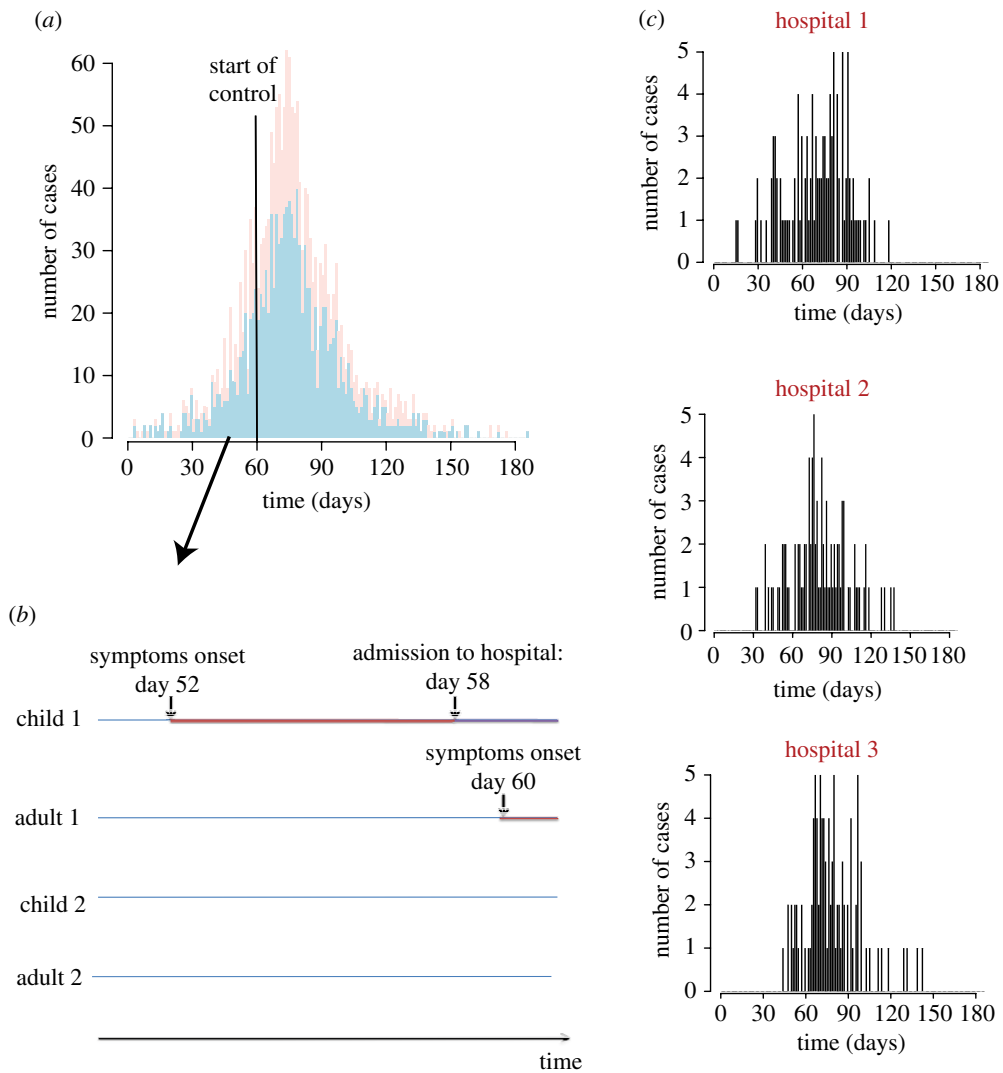 (a)
start of
control
number of cases
60
50
40
30
20
10
0
0 30 60 90 120 150 180
time (days)
(b)
symptoms onset
day 52
admission to hospital:
day 58
child 1
symptoms onset
day 60
adult 1
child 2
adult 2
time
(c)
hospital 1
number of cases
5
4
3
2
1
0
0 30 60 90 120 150 180
time (days)
hospital 2
number of cases
5
4
3
2
1
0
0 30 60 90 120 150 180
time (days)
hospital 3
number of cases
5
4
3
2
1
0
0 30 60 90 120 150 180
time (days)